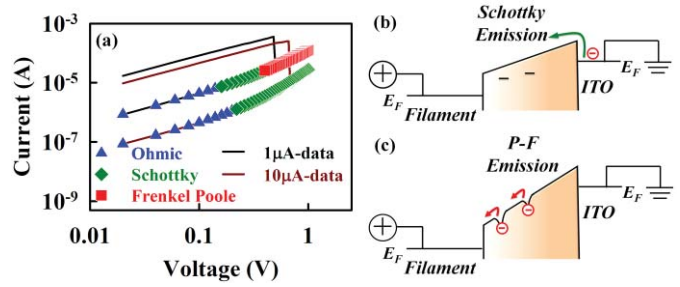 (a)
10⁻³
10⁻⁵
10⁻⁷
10⁻⁹
Current (A)
Ohmic
Schottky
Frenkel Poole
1μA-data
10μA-data
0.01
0.1
1
Voltage (V)
(b)
Schottky
Emission
E_F
Filament
E_F
ITO
(c)
P-F
Emission
E_F
Filament
E_F
ITO